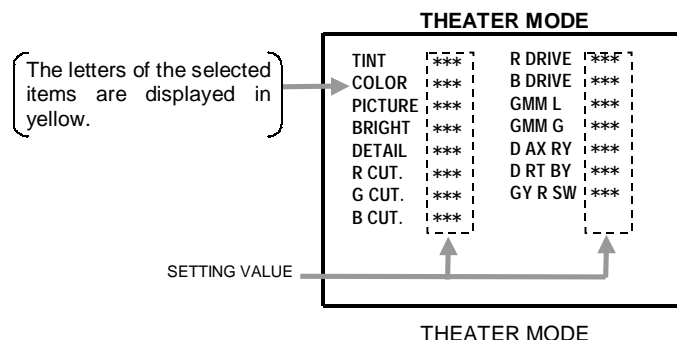 THEATER MODE
The letters of the selected
items are displayed in
yellow.
TINT ***
COLOR ***
PICTURE ***
BRIGHT ***
DETAIL ***
R CUT. ***
G CUT. ***
B CUT. ***
R DRIVE ***
B DRIVE ***
GMM L ***
GMM G ***
D AX RY ***
D RT BY ***
GY R SW ***
SETTING VALUE
THEATER MODE